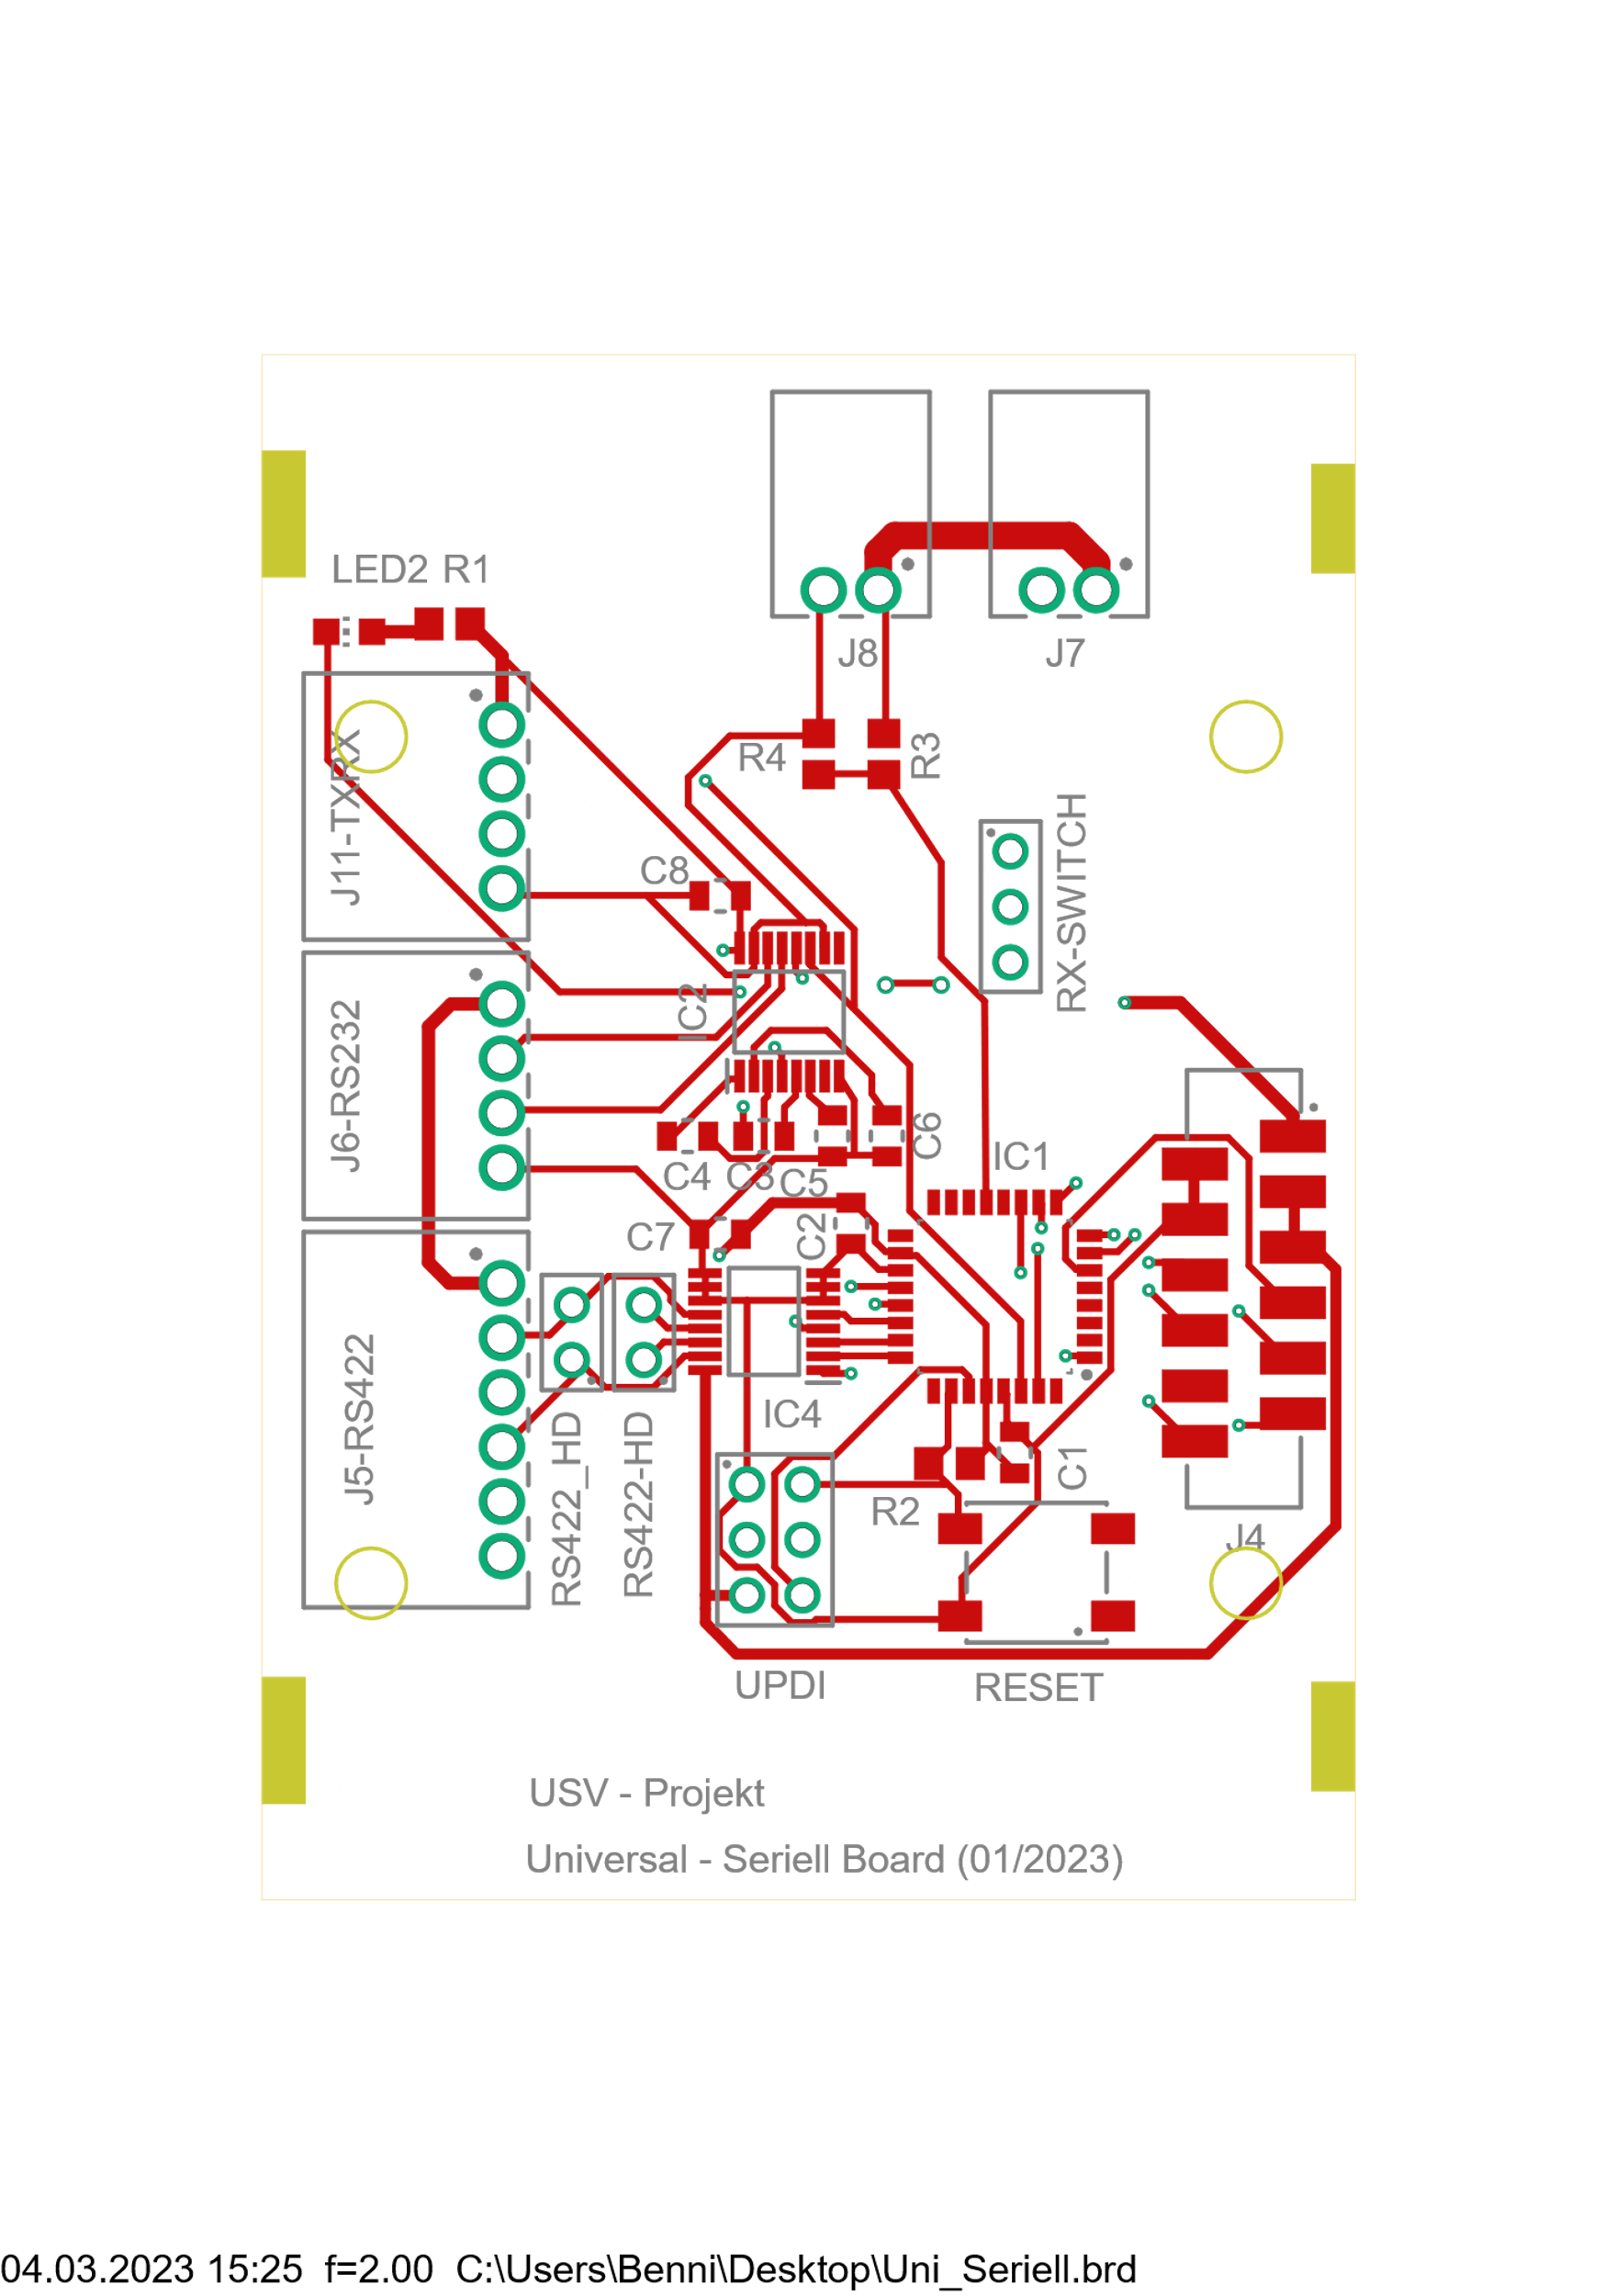 LED2 R1
J8
J7
R4
R3
J11-TXRX
RX-SWITCH
C8
IC2
J6-RS232
C6
IC1
C4
C3
C5
C2
C7
J5-RS422
RS422_HD
RS422-HD
IC4
C1
R2
J4
UPDI
RESET
USV - Projekt
Universal - Seriell Board (01/2023)
04.03.2023 15:25 f=2.00 C:\Users\Benni\Desktop\Uni_Seriell.brd